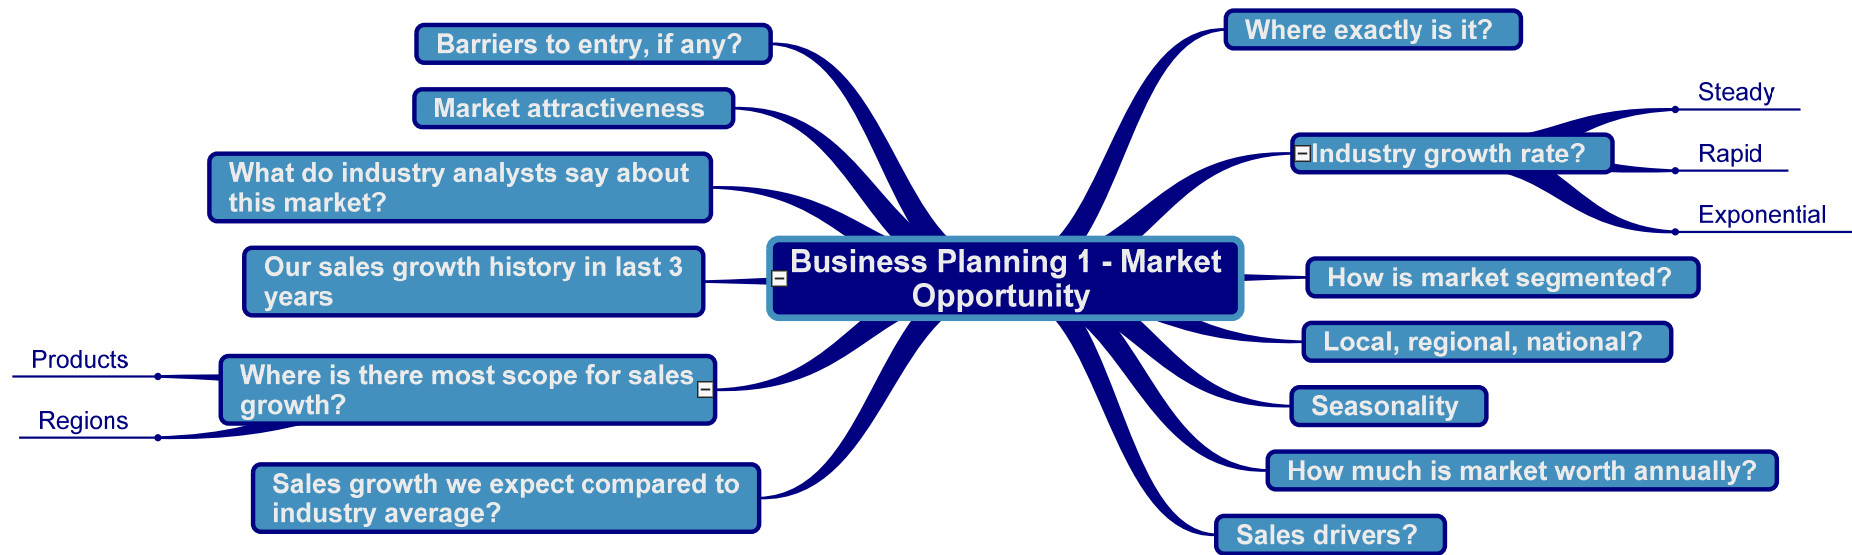 Business Planning 1 - Market
Opportunity
Where exactly is it?
Industry growth rate?
Steady
Rapid
Exponential
How is market segmented?
Local, regional, national?
Seasonality
How much is market worth annually?
Sales drivers?
Barriers to entry, if any?
Market attractiveness
What do industry analysts say about
this market?
Our sales growth history in last 3
years
Where is there most scope for sales
growth?
Products
Regions
Sales growth we expect compared to
industry average?